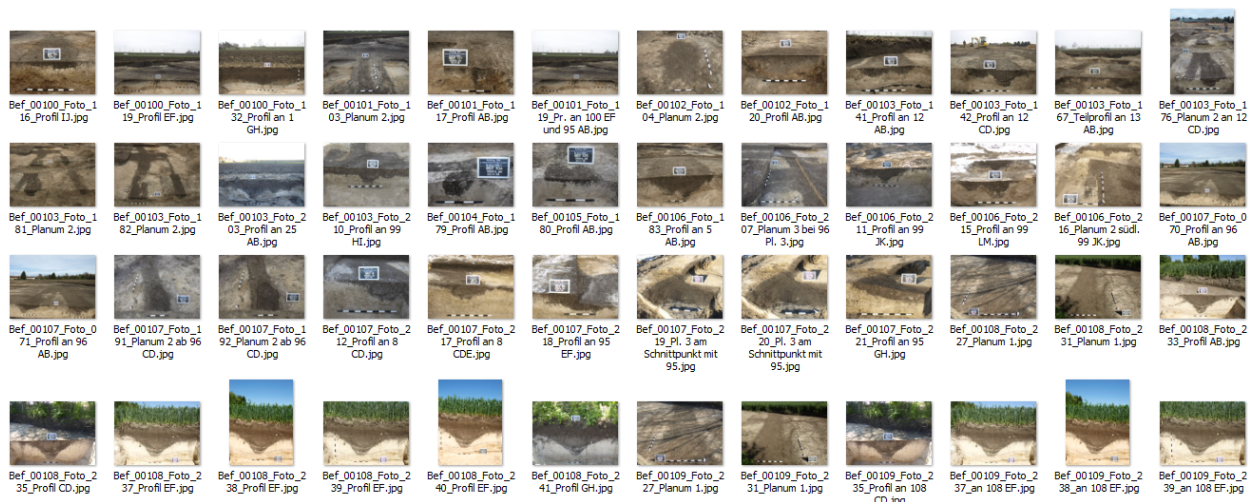 Bef_00100_Foto_1 Bef_00100_Foto_1 Bef_00100_Foto_1 Bef_00101_Foto_1 Bef_00101_Foto_1 Bef_00101_Foto_1 Bef_00102_Foto_1 Bef_00102_Foto_1 Bef_00103_Foto_1 Bef_00103_Foto_1 Bef_00103_Foto_1 Bef_00103_Foto_1
16_Profil IJ.jpg 19_Profil EF.jpg 32_Profil an 1 03_Planum 2.jpg 17_Profil AB.jpg 19_Pr. an 100 EF 04_Planum 2.jpg 20_Profil AB.jpg 41_Profil an 12 42_Profil an 12 67_Teilprofil an 13 76_Planum 2 an 12
GH.jpg und 95 AB.jpg AB.jpg CD.jpg AB.jpg CD.jpg
Bef_00103_Foto_1 Bef_00103_Foto_1 Bef_00103_Foto_2 Bef_00103_Foto_2 Bef_00104_Foto_1 Bef_00105_Foto_1 Bef_00106_Foto_1 Bef_00106_Foto_2 Bef_00106_Foto_2 Bef_00106_Foto_2 Bef_00106_Foto_2 Bef_00107_Foto_0
81_Planum 2.jpg 82_Planum 2.jpg 03_Profil an 25 10_Profil an 99 79_Profil AB.jpg 80_Profil AB.jpg 83_Profil an 5 07_Planum 3 bei 96 11_Profil an 99 15_Profil an 99 16_Planum 2 südl. 70_Profil an 96
AB.jpg HI.jpg AB.jpg Pl. 3.jpg JK.jpg LM.jpg 99 JK.jpg AB.jpg
Bef_00107_Foto_0 Bef_00107_Foto_1 Bef_00107_Foto_1 Bef_00107_Foto_2 Bef_00107_Foto_2 Bef_00107_Foto_2 Bef_00107_Foto_2 Bef_00107_Foto_2 Bef_00107_Foto_2 Bef_00108_Foto_2 Bef_00108_Foto_2 Bef_00108_Foto_2
71_Profil an 96 91_Planum 2 ab 96 92_Planum 2 ab 96 12_Profil an 8 17_Profil an 8 18_Profil an 95 19_Pl. 3 am 20_Pl. 3 am 21_Profil an 95 27_Planum 1.jpg 31_Planum 1.jpg 33_Profil AB.jpg
AB.jpg CD.jpg CD.jpg CD.jpg CDE.jpg EF.jpg Schnittpunkt mit Schnittpunkt mit GH.jpg
95.jpg 95.jpg
Bef_00108_Foto_2 Bef_00108_Foto_2 Bef_00108_Foto_2 Bef_00108_Foto_2 Bef_00108_Foto_2 Bef_00108_Foto_2 Bef_00109_Foto_2 Bef_00109_Foto_2 Bef_00109_Foto_2 Bef_00109_Foto_2 Bef_00109_Foto_2 Bef_00109_Foto_2
35_Profil CD.jpg 37_Profil EF.jpg 38_Profil EF.jpg 39_Profil EF.jpg 40_Profil EF.jpg 41_Profil GH.jpg 27_Planum 1.jpg 31_Planum 1.jpg 35_Profil an 108 37_an 108 EF.jpg 38_an 108 EF.jpg 39_an 108 EF.jpg
CD.jpg